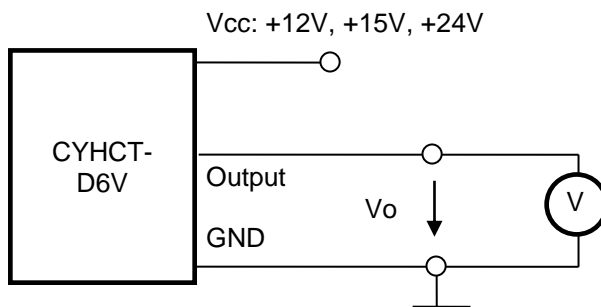 Vcc: +12V, +15V, +24V
CYHCT-
D6V
Output
Vo
V
GND